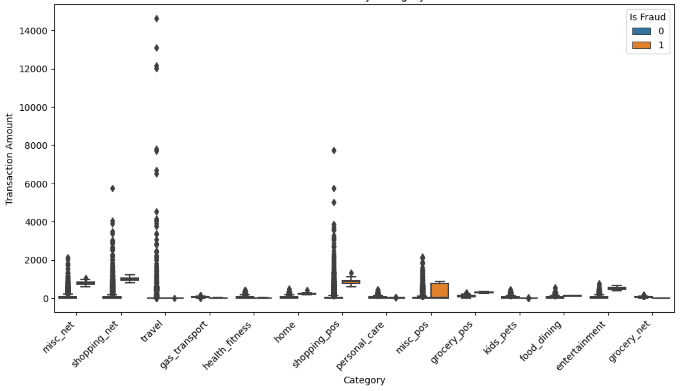 Is Fraud
0
1
14000
12000
10000
8000
6000
4000
2000
0
Transaction Amount
misc_net
shopping_net
travel
gas_transport
health_fitness
home
shopping_pos
personal_care
misc_pos
grocery_pos
kids_pets
food_dining
entertainment
grocery_net
Category